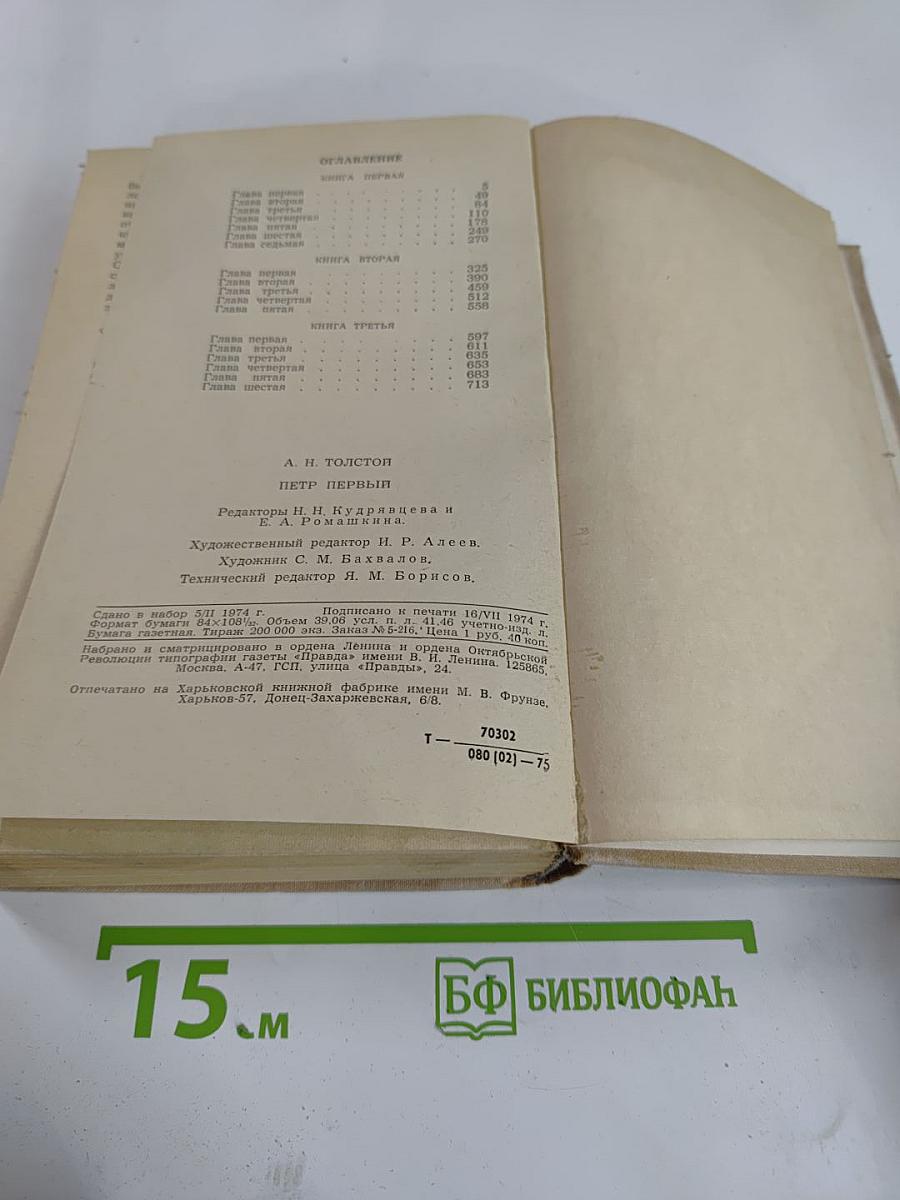 ОГЛАВЛЕНИЕ
КНИГА ПЕРВАЯ
Глава первая . . . . . . . . . 5
Глава вторая . . . . . . . . . 49
Глава третья . . . . . . . . . 84
Глава четвертая . . . . . . . . 110
Глава пятая . . . . . . . . . 178
Глава шестая . . . . . . . . . 249
Глава седьмая . . . . . . . . . 270
КНИГА ВТОРАЯ
Глава первая . . . . . . . . . 325
Глава вторая . . . . . . . . . 390
Глава третья . . . . . . . . . 459
Глава четвертая . . . . . . . . 512
Глава пятая . . . . . . . . . 558
КНИГА ТРЕТЬЯ
Глава первая . . . . . . . . . 597
Глава вторая . . . . . . . . . 611
Глава третья . . . . . . . . . 635
Глава четвертая . . . . . . . . 653
Глава пятая . . . . . . . . . 683
Глава шестая . . . . . . . . . 713
А. Н. ТОЛСТОЙ
ПЕТР ПЕРВЫЙ
Редакторы Н. Н. Кудрявцева и
Е. А. Ромашкина.
Художественный редактор И. Р. Алеев.
Художник С. М. Бахвалов.
Технический редактор Я. М. Борисов.
Сдано в набор 5/II 1974 г. Подписано к печати 16/VII 1974 г.
Формат бумаги 84×108¹/₃₂. Объем 39,06 усл. п. л. 41,46 учетно-изд. л.
Бумага газетная. Тираж 200 000 экз. Заказ № 5-216. Цена 1 руб. 40 коп.
Набрано и сматрицировано в ордена Ленина и ордена Октябрьской
Революции типографии газеты «Правда» имени В. И. Ленина. 125865,
Москва, А-47, ГСП, улица «Правды», 24.
Отпечатано на Харьковской книжной фабрике имени М. В. Фрунзе,
Харьков-57, Донец-Захаржевская, 6/8.
70302
Т —
080 (02) — 75
15 см
БФ БИБЛИОФАН